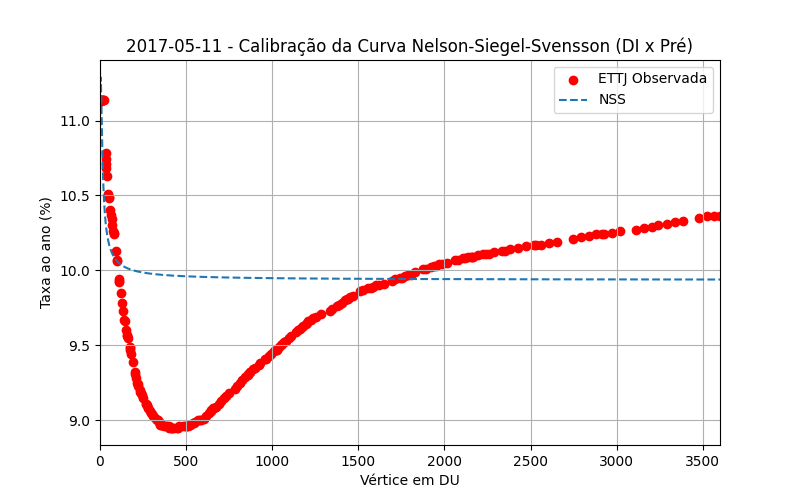 2017-05-11 - Calibração da Curva Nelson-Siegel-Svensson (DI x Pré)
ETTJ Observada
NSS
Taxa ao ano (%)
11.0
10.5
10.0
9.5
9.0
0 500 1000 1500 2000 2500 3000 3500
Vértice em DU